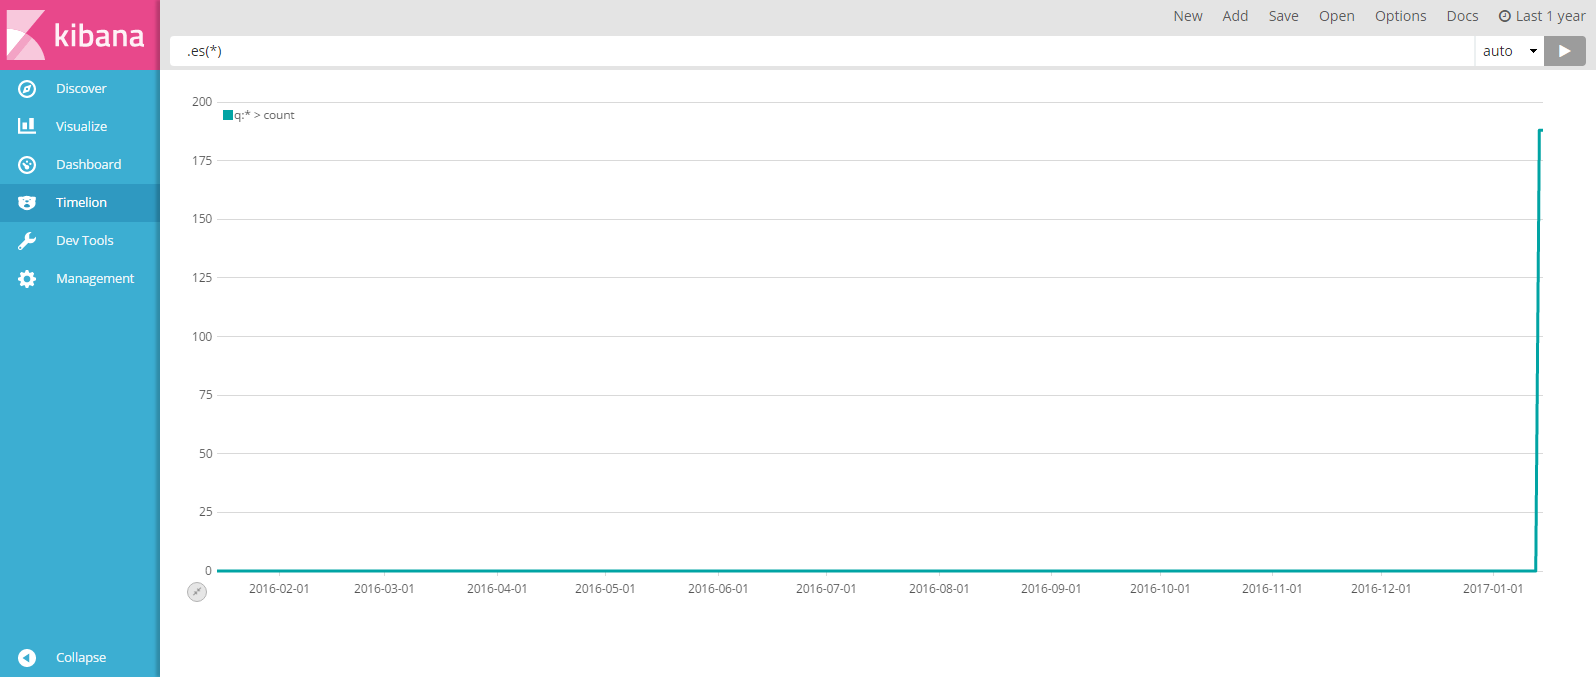 kibana
New Add Save Open Options Docs Last 1 year
.es(*)
auto
Discover
Visualize
Dashboard
Timelion
Dev Tools
Management
Collapse
q:* > count
200
175
150
125
100
75
50
25
0
2016-02-01 2016-03-01 2016-04-01 2016-05-01 2016-06-01 2016-07-01 2016-08-01 2016-09-01 2016-10-01 2016-11-01 2016-12-01 2017-01-01